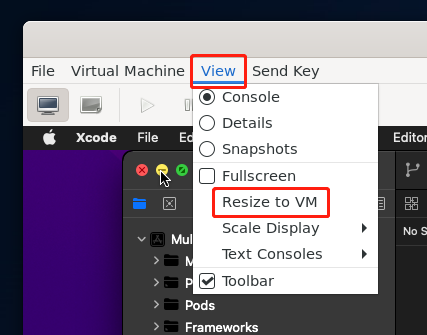 File Virtual Machine View Send Key
Console
Xcode File Ed Editor
Details
Snapshots
Fullscreen
Resize to VM
No S
Scale Display
Mul
Text Consoles
M
Toolbar
P
Pods
Frameworks